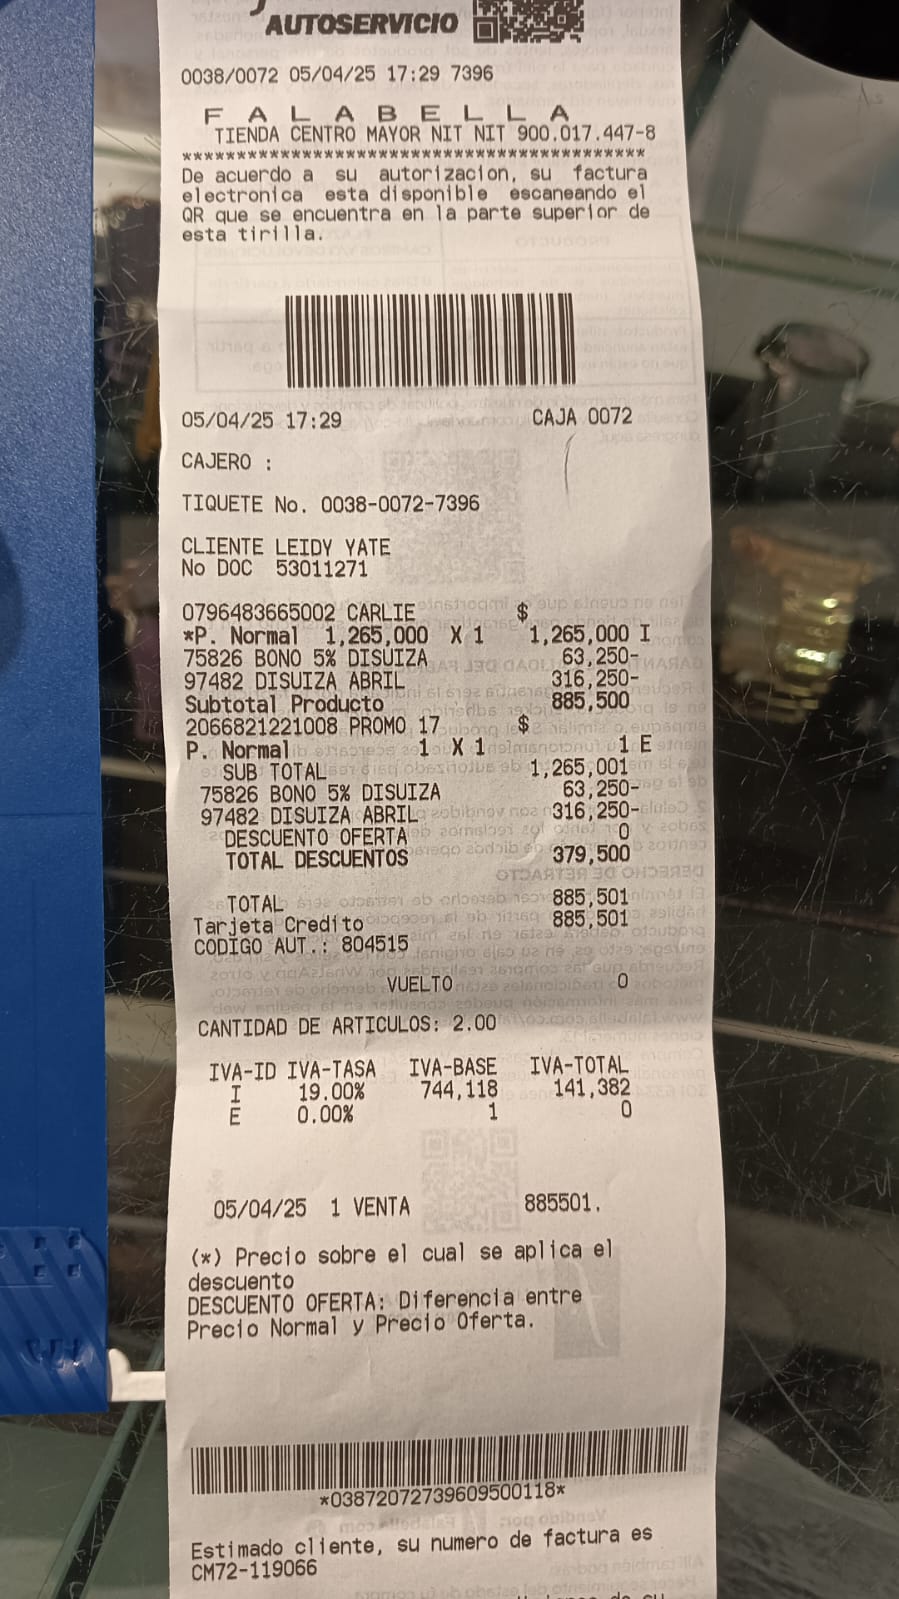 AUTOSERVICIO
0038/0072 05/04/25 17:29 7396
F A L A B E L L A
TIENDA CENTRO MAYOR NIT NIT 900.017.447-8
****************************************
De acuerdo a su autorizacion, su factura
electronica esta disponible escaneando el
QR que se encuentra en la parte superior de
esta tirilla.
05/04/25 17:29 CAJA 0072
CAJERO :
TIQUETE No. 0038-0072-7396
CLIENTE LEIDY YATE
No DOC 53011271
0796483665002 CARLIE $
*P. Normal 1,265,000 X 1 1,265,000 I
75826 BONO 5% DISUIZA 63,250-
97482 DISUIZA ABRIL 316,250-
Subtotal Producto 885,500
2066821221008 PROMO 17 $
P. Normal 1 X 1 1 E
SUB TOTAL 1,265,001
75826 BONO 5% DISUIZA 63,250-
97482 DISUIZA ABRIL 316,250-
DESCUENTO OFERTA 0
TOTAL DESCUENTOS 379,500
TOTAL 885,501
Tarjeta Credito 885,501
CODIGO AUT.: 804515
VUELTO 0
CANTIDAD DE ARTICULOS: 2.00
IVA-ID IVA-TASA IVA-BASE IVA-TOTAL
I 19.00% 744,118 141,382
E 0.00% 1 0
05/04/25 1 VENTA 885501.
(*) Precio sobre el cual se aplica el
descuento
DESCUENTO OFERTA: Diferencia entre
Precio Normal y Precio Oferta.
*03872072739609500118*
Estimado cliente, su numero de factura es
CM72-119066